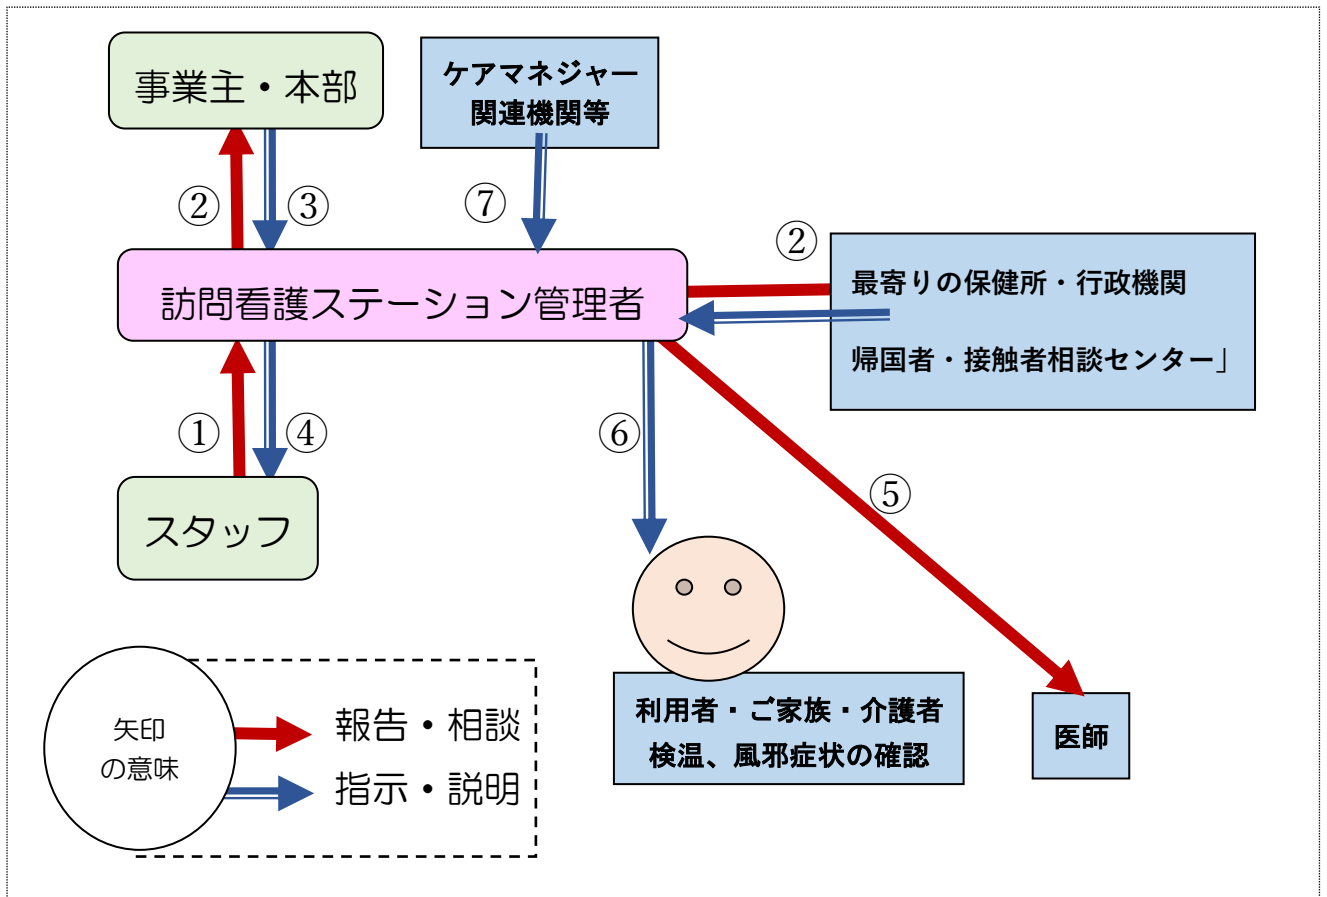 事業主・本部
ケアマネジャー
関連機関等
②
③
⑦
②
訪問看護ステーション管理者
最寄りの保健所・行政機関
帰国者・接触者相談センター」
①
④
⑥
⑤
スタッフ
利用者・ご家族・介護者
検温、風邪症状の確認
医師
矢印
の意味
報告・相談
指示・説明